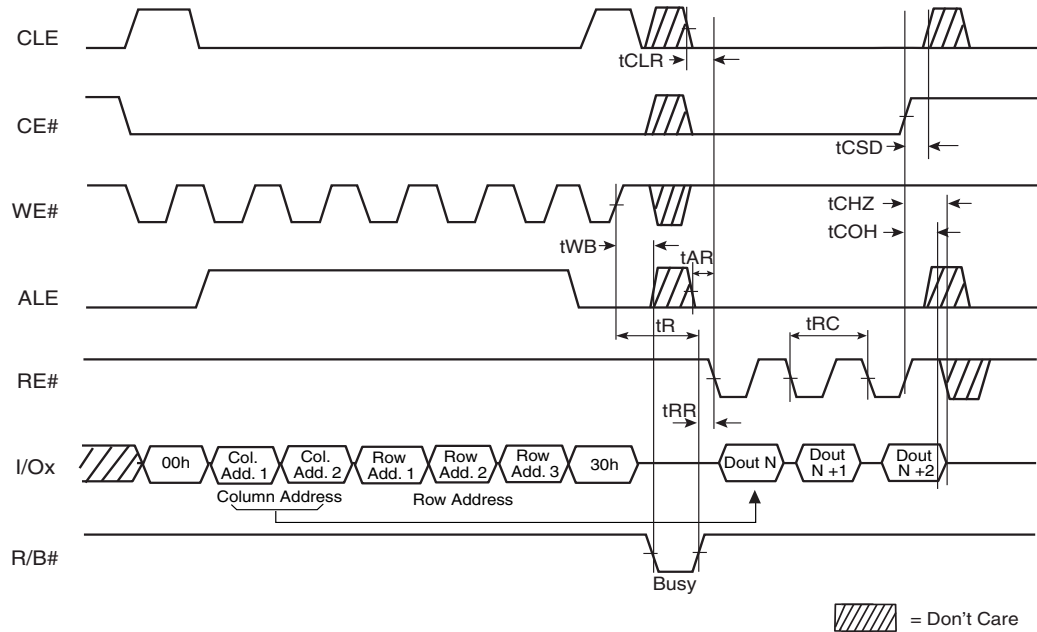 CLE
tCLR
CE#
tCSD
WE#
tCHZ
tCOH
tWB
tAR
ALE
tR
tRC
RE#
tRR
I/Ox
00h
Col. Add. 1
Col. Add. 2
Row Add. 1
Row Add. 2
Row Add. 3
30h
Dout N
Dout N +1
Dout N +2
Column Address
Row Address
R/B#
Busy
= Don't Care